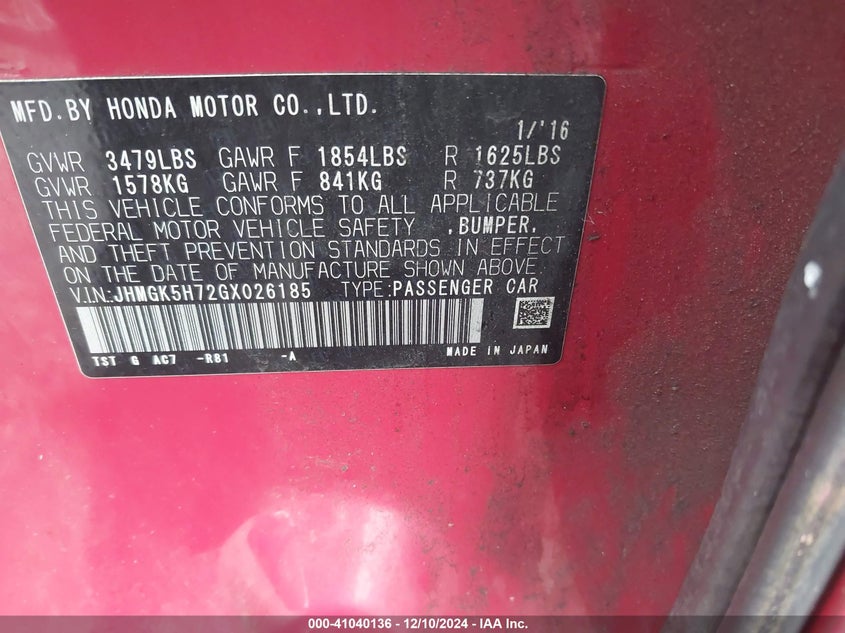 MFD.BY HONDA MOTOR CO.,LTD.
1/'16
GVWR 3479LBS GAWR F 1854LBS R 1625LBS
GVWR 1578KG GAWR F 841KG R 737KG
THIS VEHICLE CONFORMS TO ALL APPLICABLE
FEDERAL MOTOR VEHICLE SAFETY ,BUMPER,
AND THEFT PREVENTION STANDARDS IN EFFECT
ON THE DATE OF MANUFACTURE SHOWN ABOVE.
V.I.N:JHMGK5H72GX026185 TYPE:PASSENGER CAR
TST G AC7 -R81 -A MADE IN JAPAN
000-41040136 - 12/10/2024 - IAA Inc.